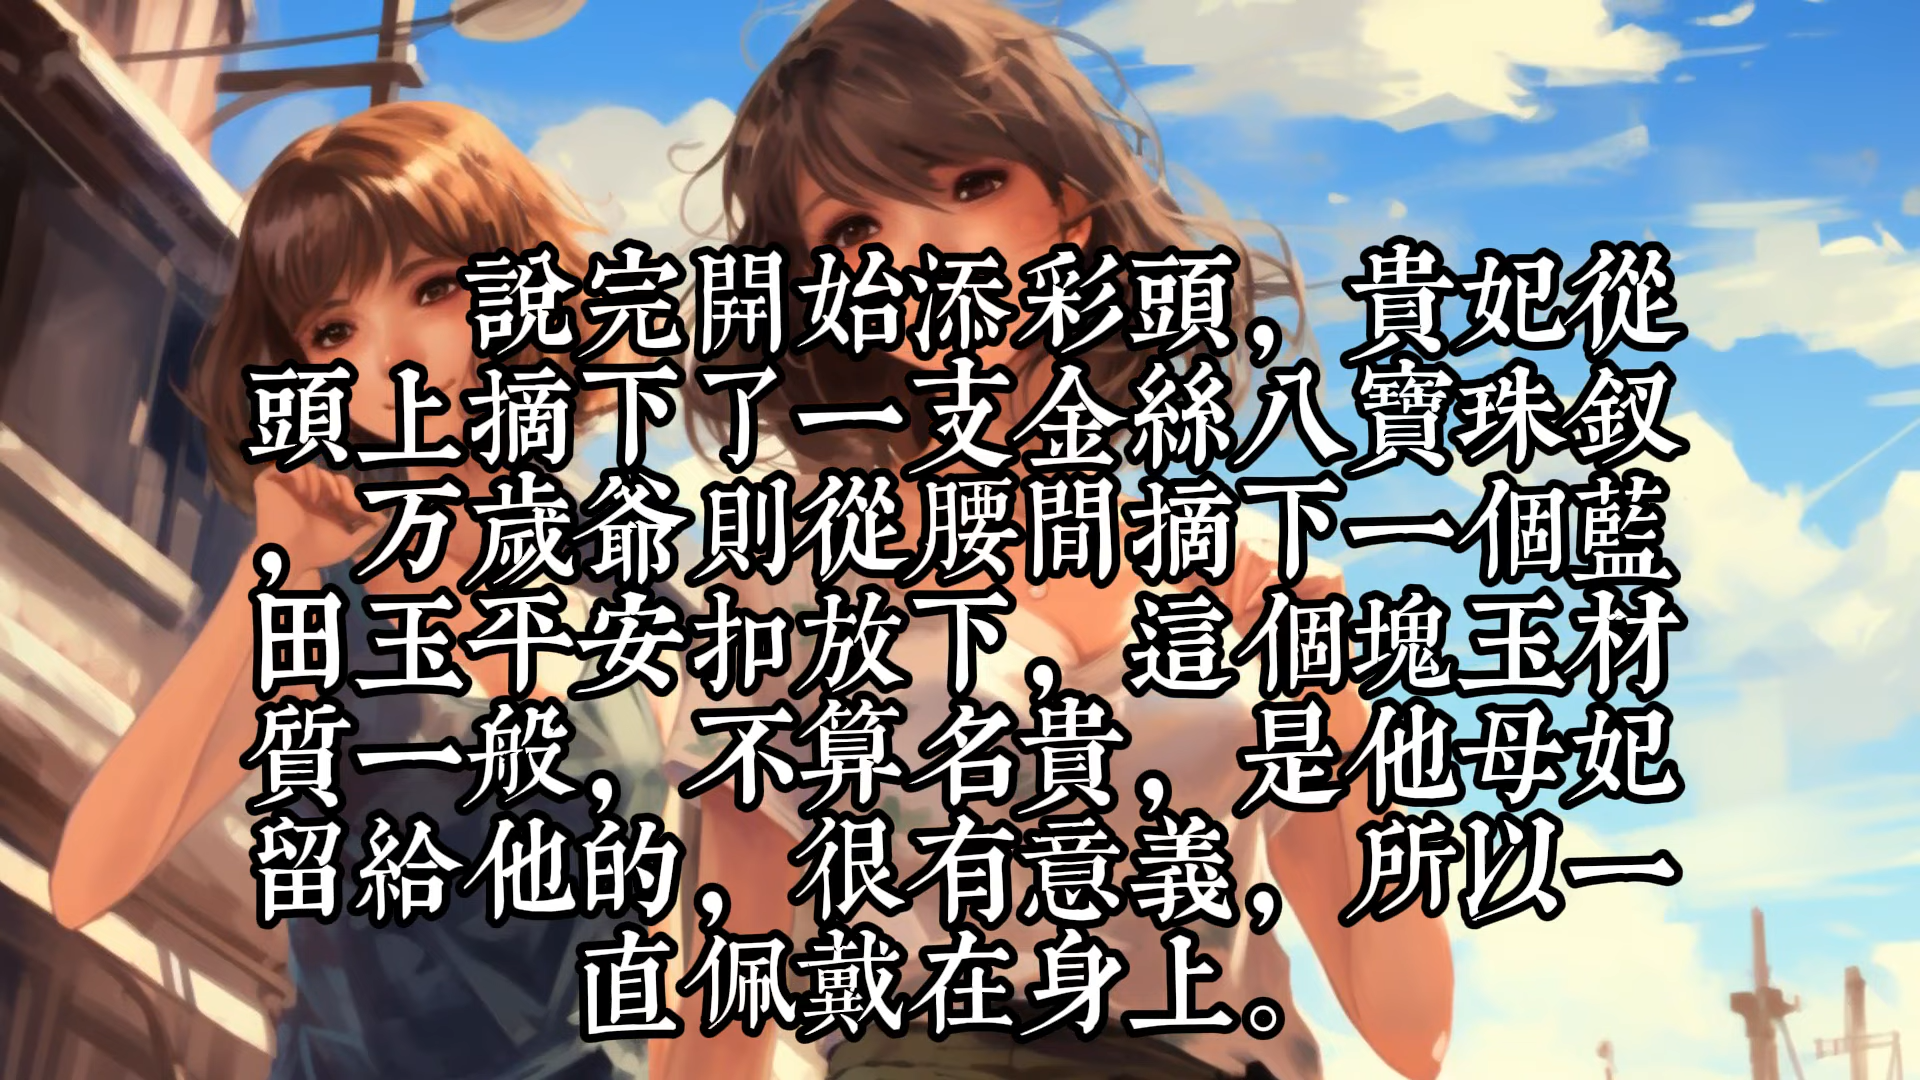 說完開始添彩頭，貴妃從
頭上摘下了一支金絲八寶珠釵
，万歲爺則從腰間摘下一個藍
田玉平安扣放下，這個塊玉材
質一般，不算名貴，是他母妃
留給他的，很有意義，所以一
直佩戴在身上。